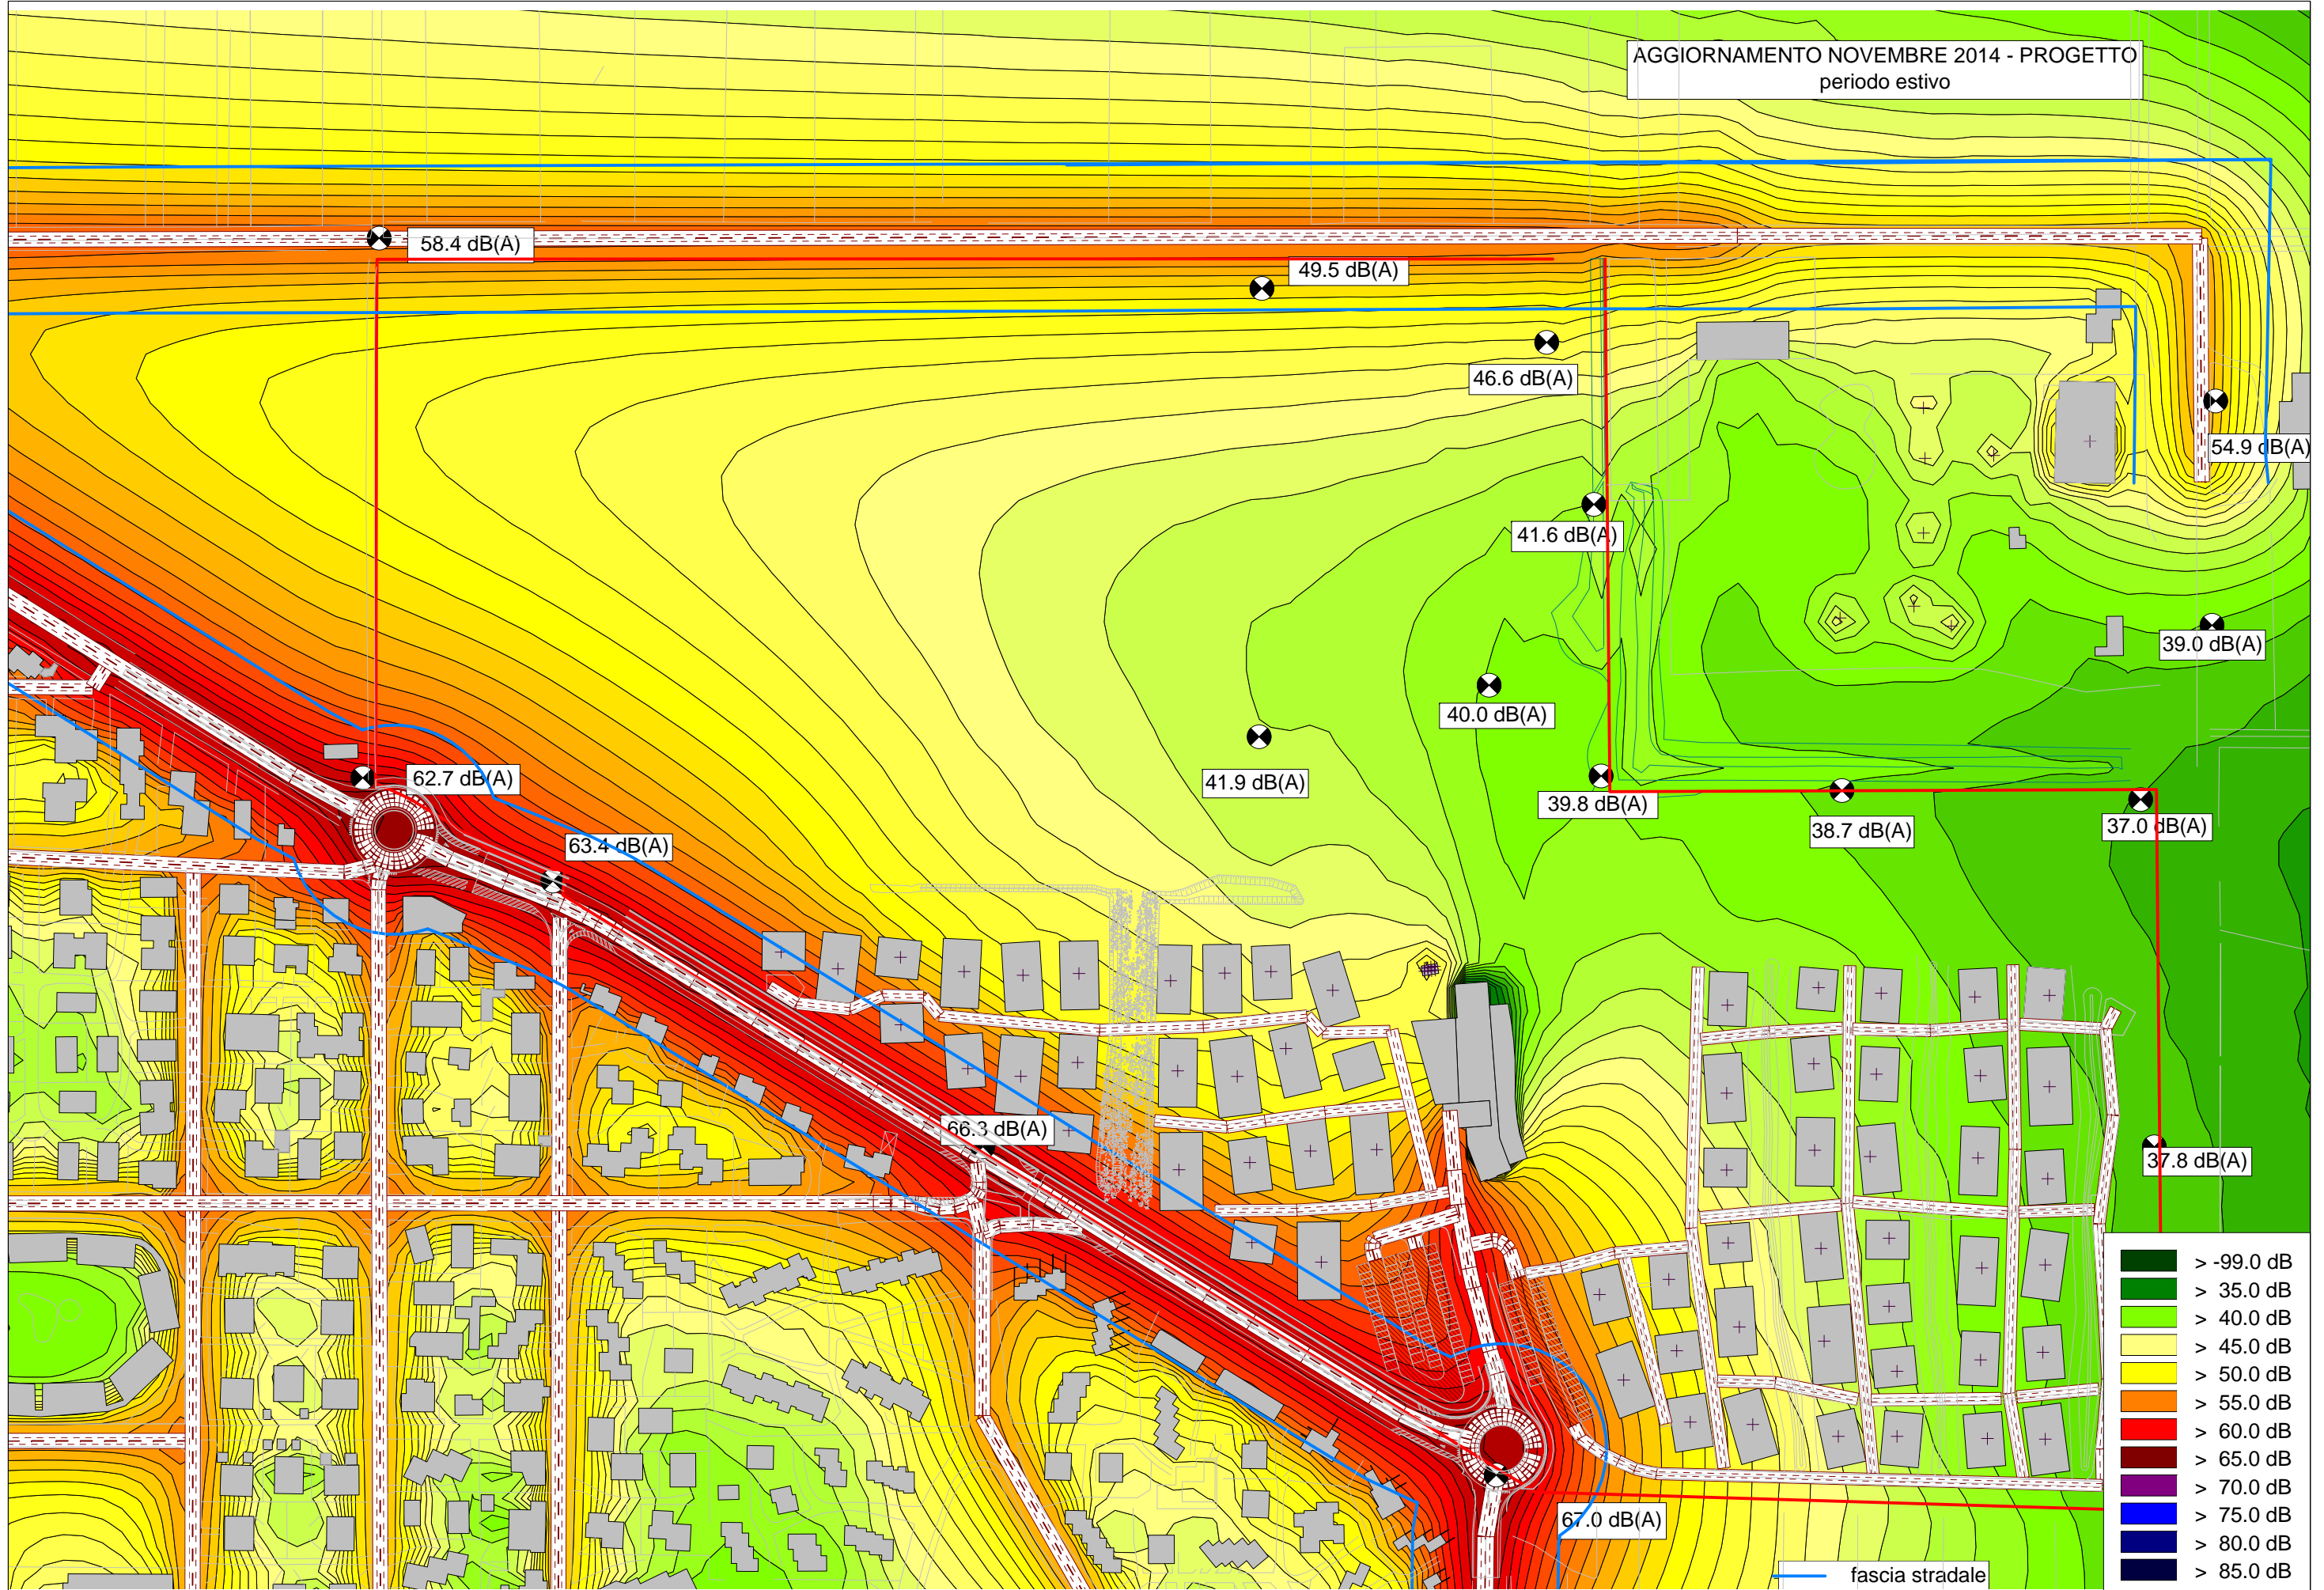 AGGIORNAMENTO NOVEMBRE 2014 - PROGETTO
periodo estivo
58.4 dB(A)
49.5 dB(A)
46.6 dB(A)
54.9 dB(A)
41.6 dB(A)
39.0 dB(A)
40.0 dB(A)
62.7 dB(A)
41.9 dB(A)
39.8 dB(A)
38.7 dB(A)
37.0 dB(A)
63.4 dB(A)
66.3 dB(A)
37.8 dB(A)
67.0 dB(A)
> -99.0 dB
> 35.0 dB
> 40.0 dB
> 45.0 dB
> 50.0 dB
> 55.0 dB
> 60.0 dB
> 65.0 dB
> 70.0 dB
> 75.0 dB
> 80.0 dB
> 85.0 dB
fascia stradale